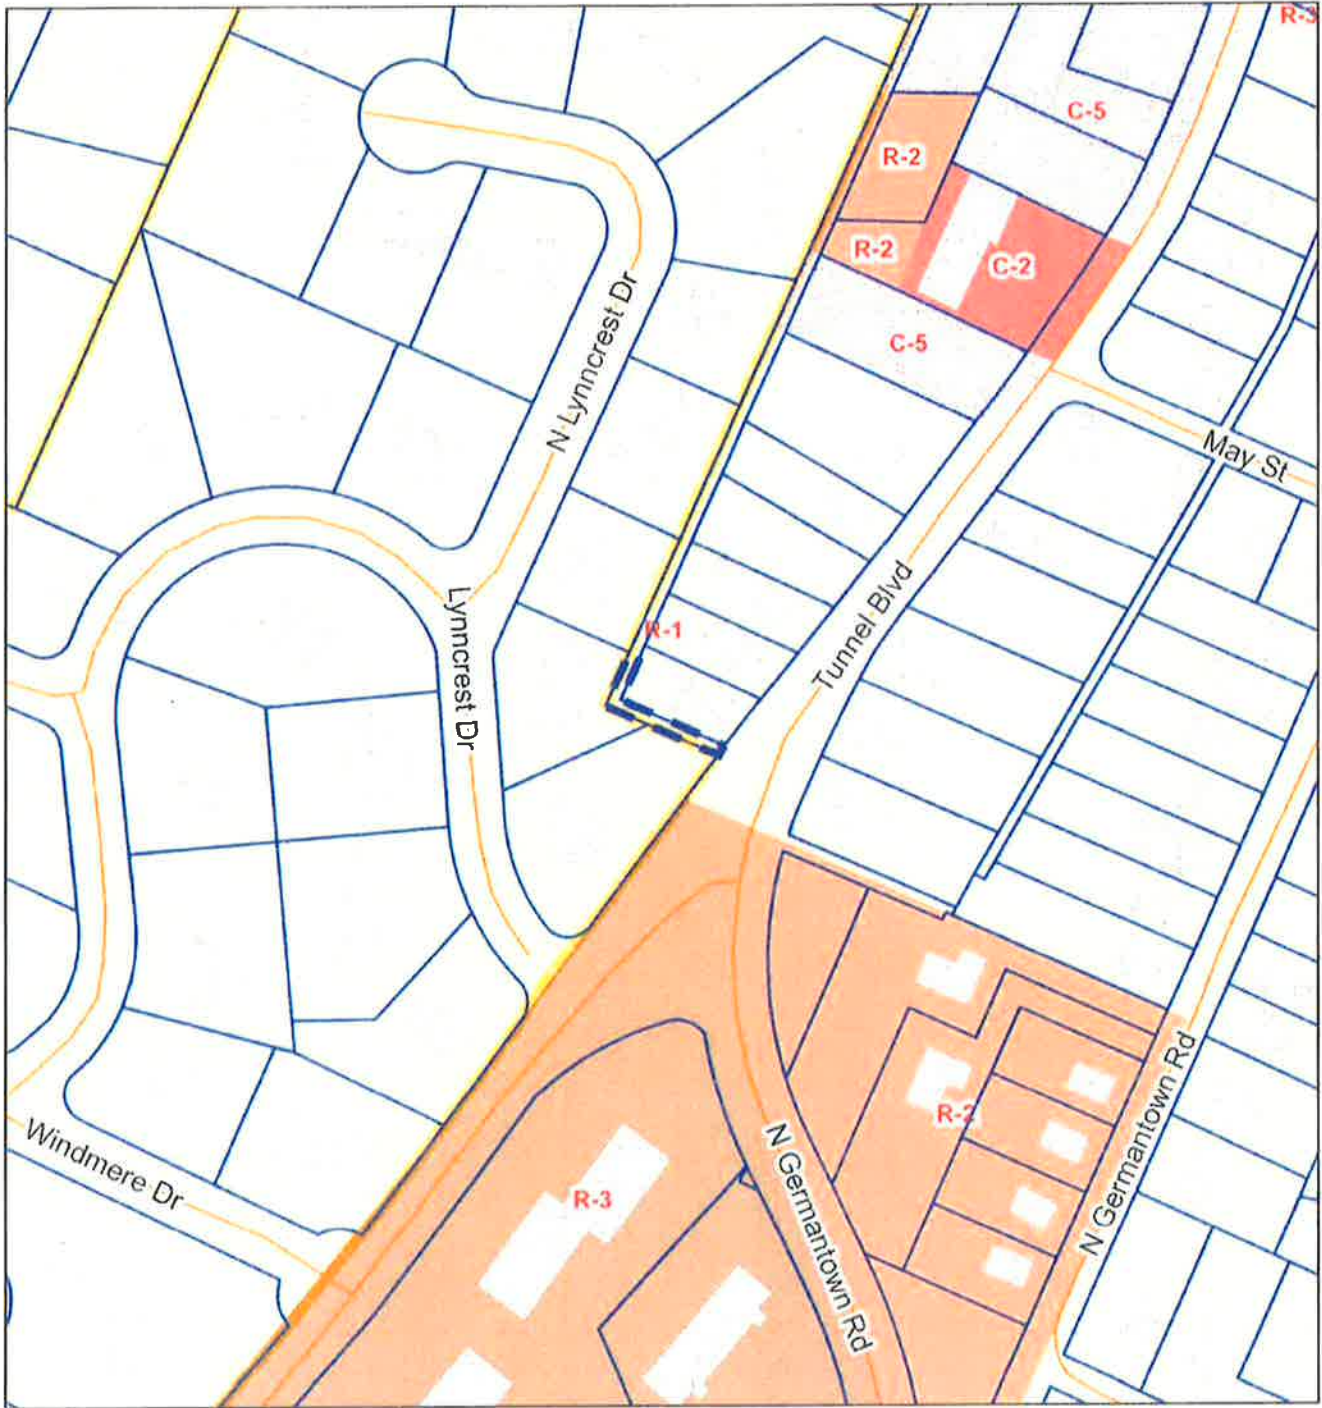 R-3
C-5
R-2
R-2
C-2
C-5
N Lynncrest Dr
May St
Tunnel Blvd
R-1
Lynncrest Dr
N Germantown Rd
R-2
Windmere Dr
N Germantown Rd
R-3